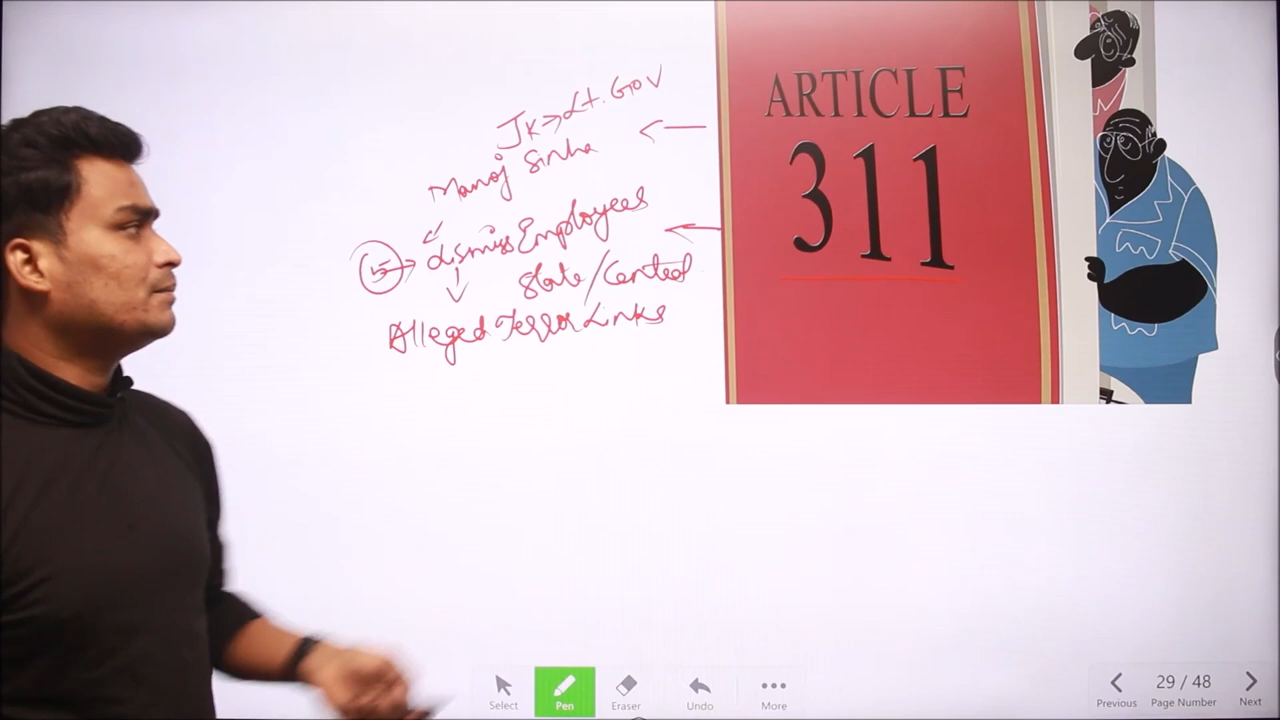 JK => Lt. Gov
Manoj Sinha
5 → dismiss Employees
State/Central
Alleged Terror Links
ARTICLE
311
Select
Pen
Eraser
Undo
More
Previous
29 / 48
Page Number
Next